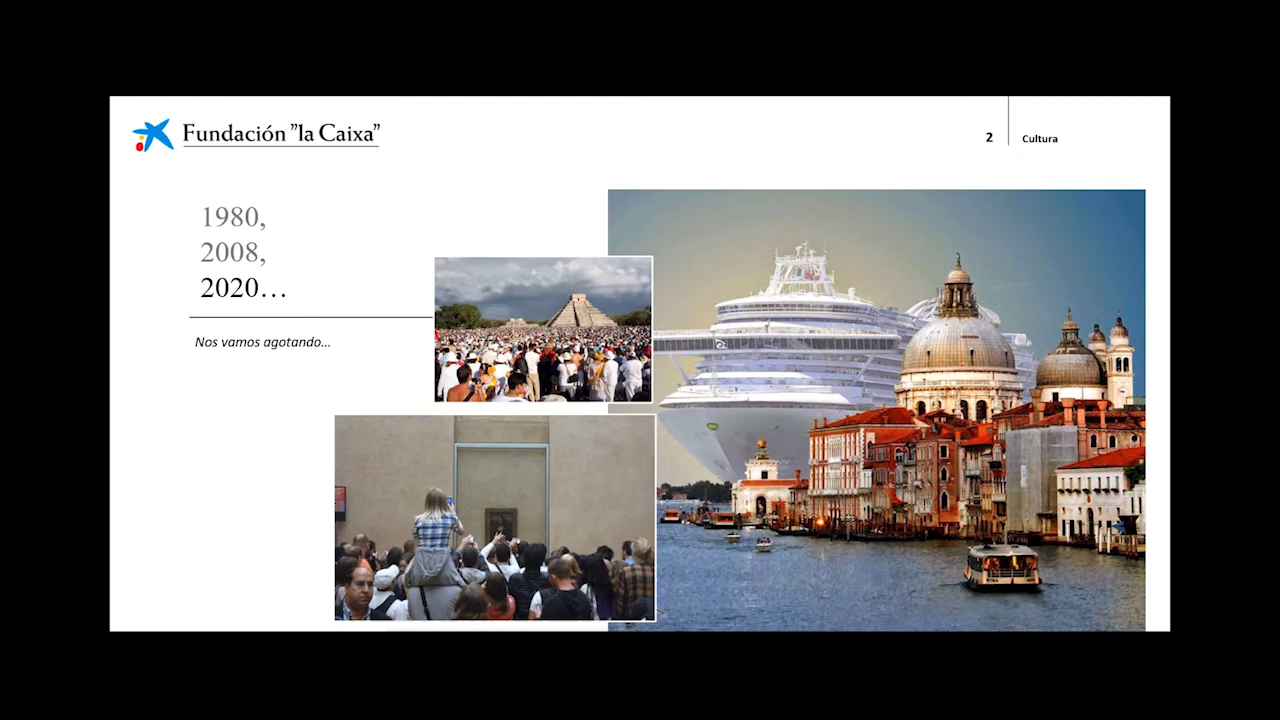 Fundación "la Caixa"
2
Cultura
1980,
2008,
2020…
Nos vamos agotando…